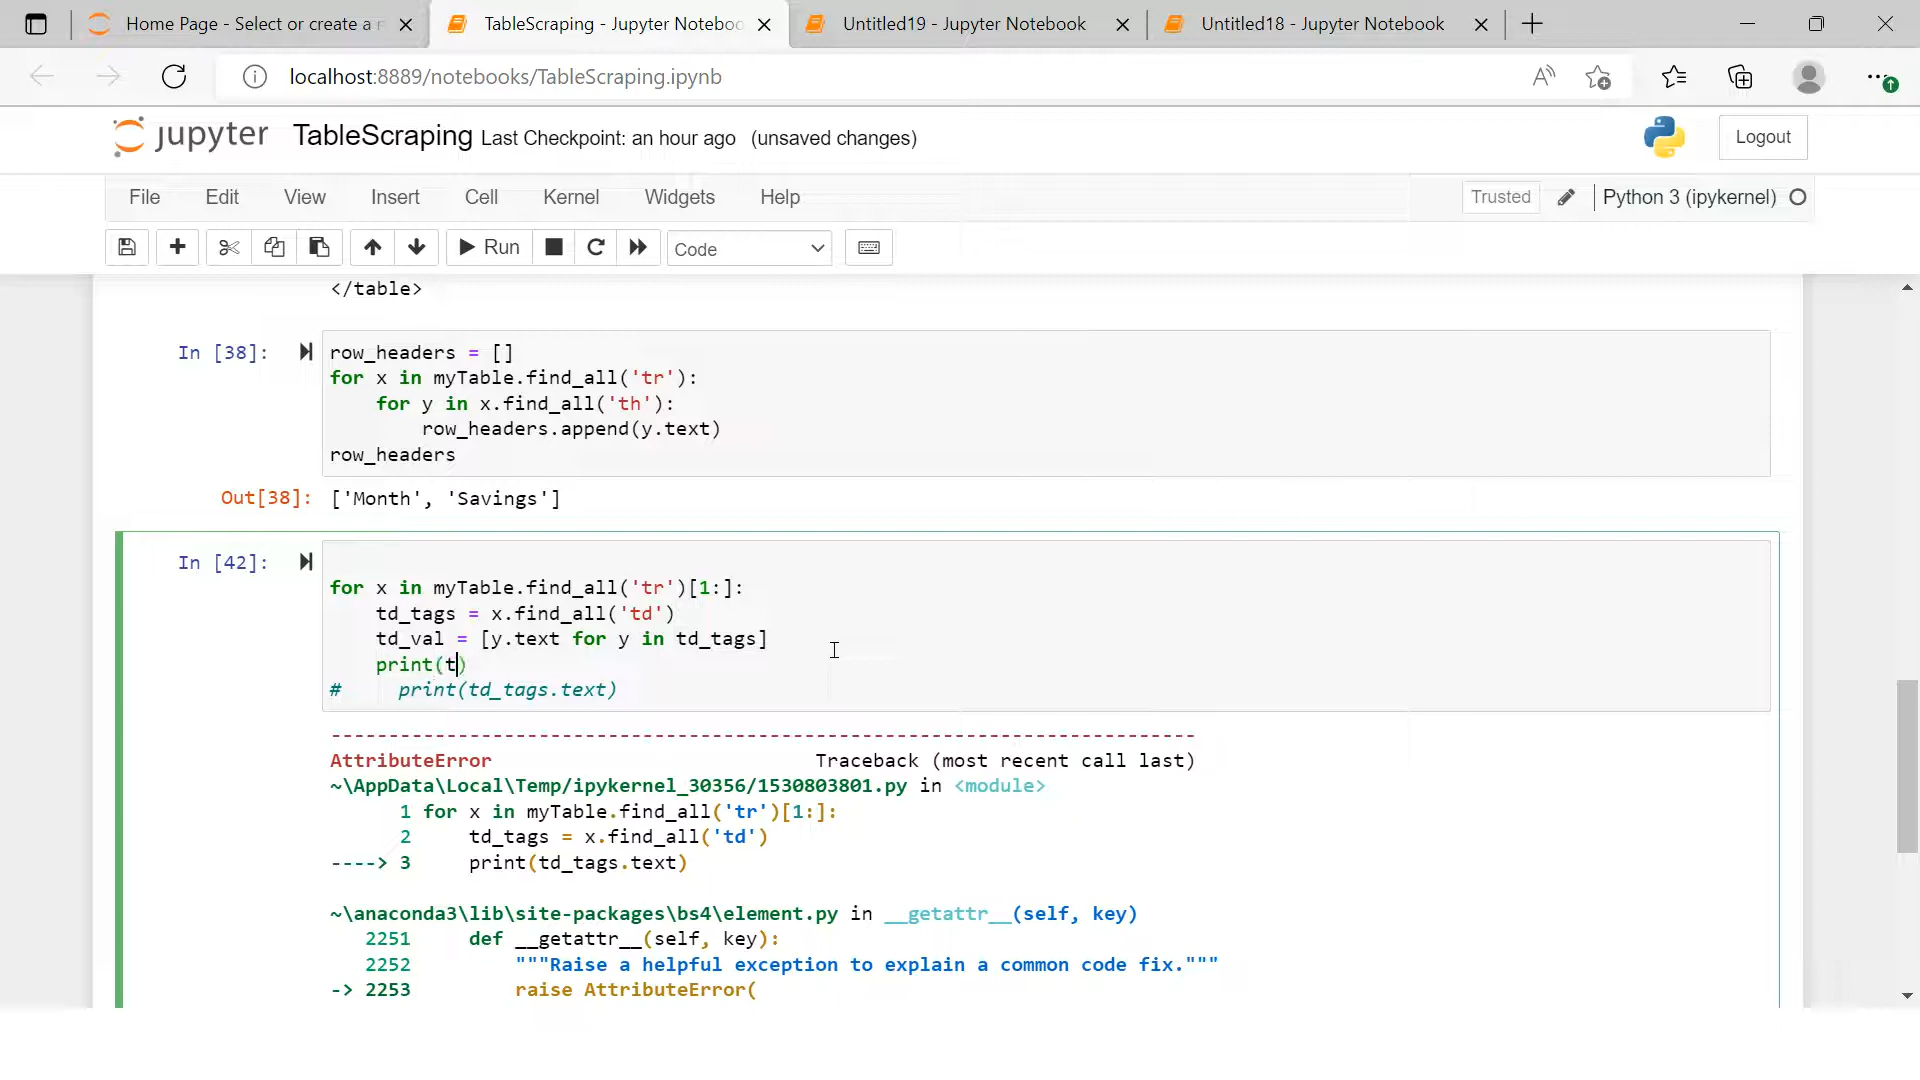 Home Page - Select or create a n
TableScraping - Jupyter Noteboo
Untitled19 - Jupyter Notebook
Untitled18 - Jupyter Notebook
localhost:8889/notebooks/TableScraping.ipynb
jupyter TableScraping Last Checkpoint: an hour ago (unsaved changes)
Logout
File Edit View Insert Cell Kernel Widgets Help
Trusted Python 3 (ipykernel)
Run Code
</table>
In [38]: row_headers = []
for x in myTable.find_all('tr'):
    for y in x.find_all('th'):
        row_headers.append(y.text)
row_headers
Out[38]: ['Month', 'Savings']
In [42]:
for x in myTable.find_all('tr')[1:]:
    td_tags = x.find_all('td')
    td_val = [y.text for y in td_tags]
    print(t)
#     print(td_tags.text)
---------------------------------------------------------------------------
AttributeError                            Traceback (most recent call last)
~\AppData\Local\Temp/ipykernel_30356/1530803801.py in <module>
      1 for x in myTable.find_all('tr')[1:]:
      2     td_tags = x.find_all('td')
----> 3     print(td_tags.text)
~\anaconda3\lib\site-packages\bs4\element.py in __getattr__(self, key)
   2251     def __getattr__(self, key):
   2252         """Raise a helpful exception to explain a common code fix."""
-> 2253         raise AttributeError(